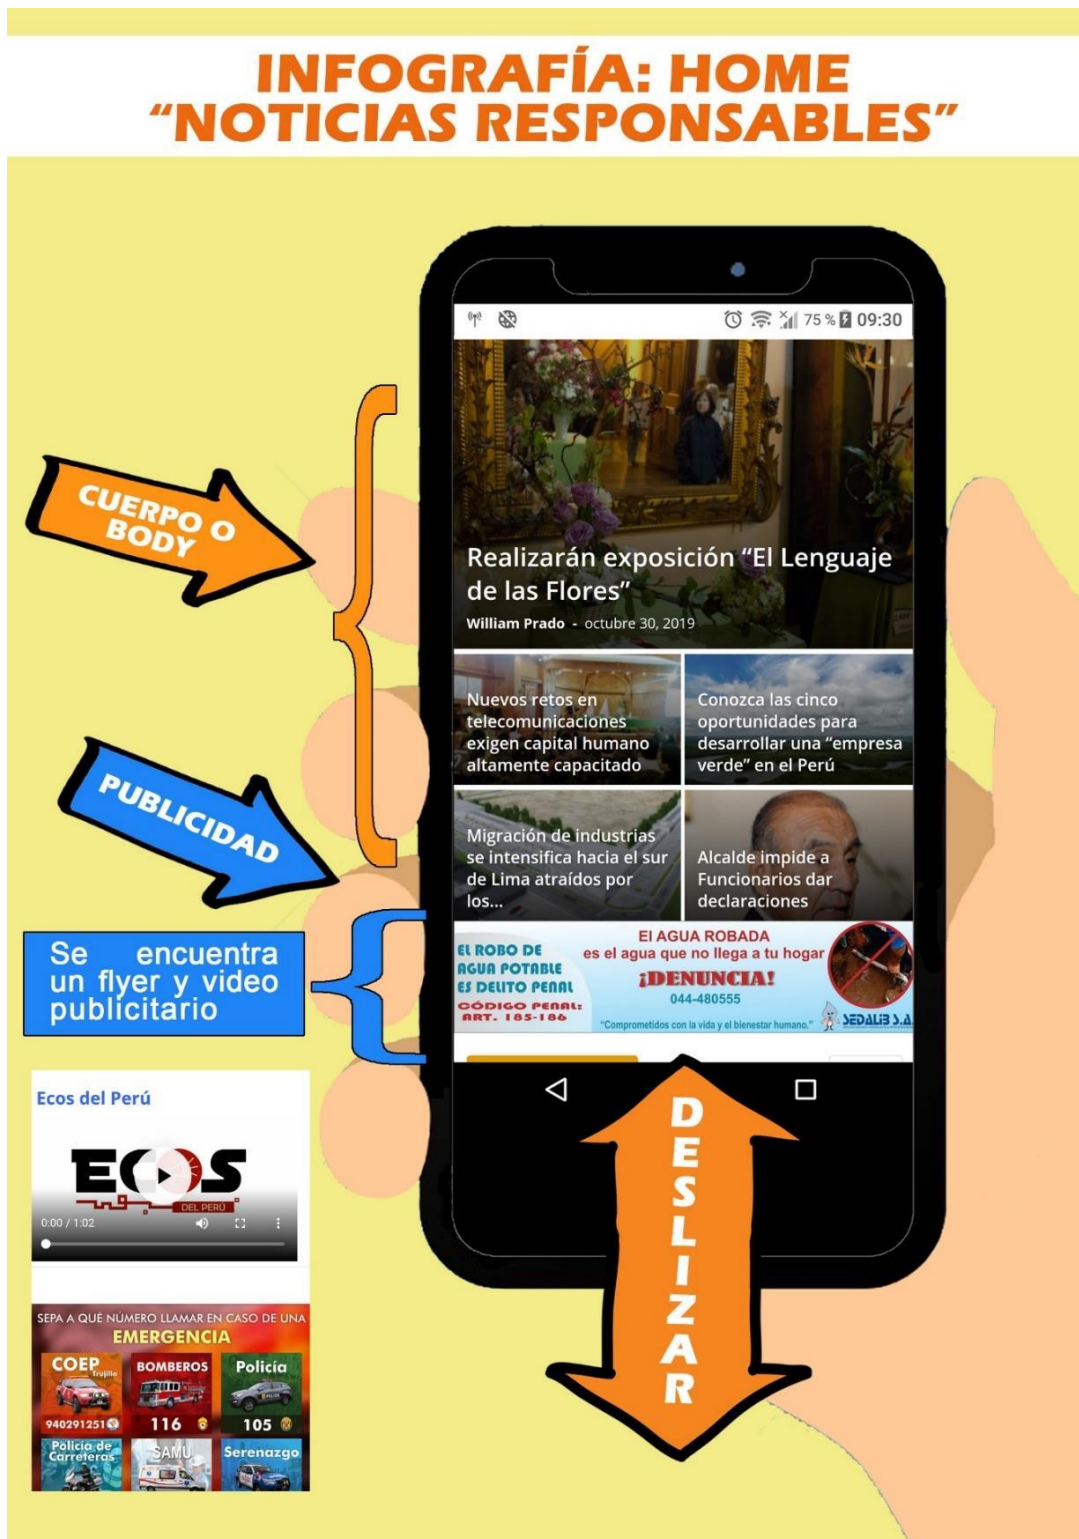 INFOGRAFÍA: HOME
“NOTICIAS RESPONSABLES”
75 % 09:30
CUERPO O
BODY
Realizarán exposición “El Lenguaje
de las Flores”
William Prado - octubre 30, 2019
Nuevos retos en
telecomunicaciones
exigen capital humano
altamente capacitado
Conozca las cinco
oportunidades para
desarrollar una “empresa
verde” en el Perú
PUBLICIDAD
Migración de industrias
se intensifica hacia el sur
de Lima atraídos por
los...
Alcalde impide a
Funcionarios dar
declaraciones
Se encuentra
un flyer y video
publicitario
EL ROBO DE
AGUA POTABLE
ES DELITO PENAL
CÓDIGO PENAL:
ART. 185-186
El AGUA ROBADA
es el agua que no llega a tu hogar
¡DENUNCIA!
044-480555
“Comprometidos con la vida y el bienestar humano.”
SEDALIB S.A.
DESLIZAR
Ecos del Perú
ECOS
DEL PERÚ
0:00 / 1:02
SEPA A QUÉ NÚMERO LLAMAR EN CASO DE UNA
EMERGENCIA
COEP
Trujillo
940291251
BOMBEROS
116
Policía
POLICIA
105
Policía de
Carreteras
SAMU
Serenazgo